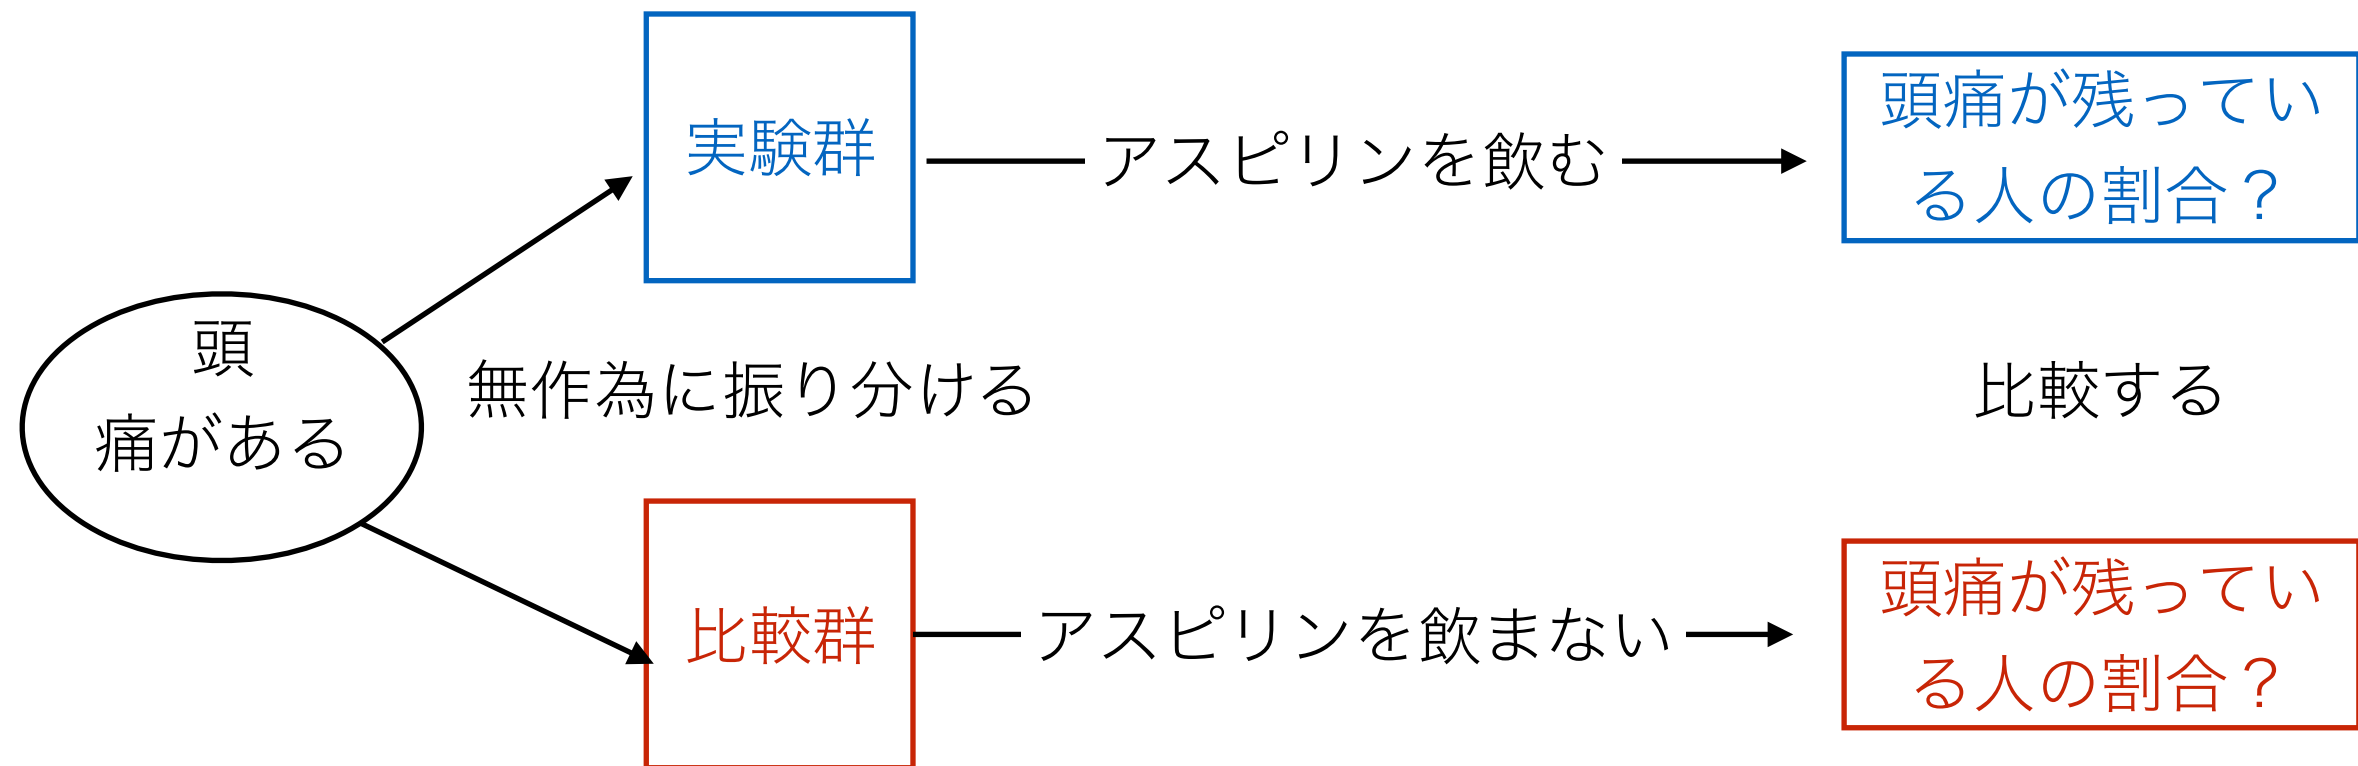 頭
痛がある
無作為に振り分ける
実験群
アスピリンを飲む
頭痛が残ってい
る人の割合？
比較する
比較群
アスピリンを飲まない
頭痛が残ってい
る人の割合？